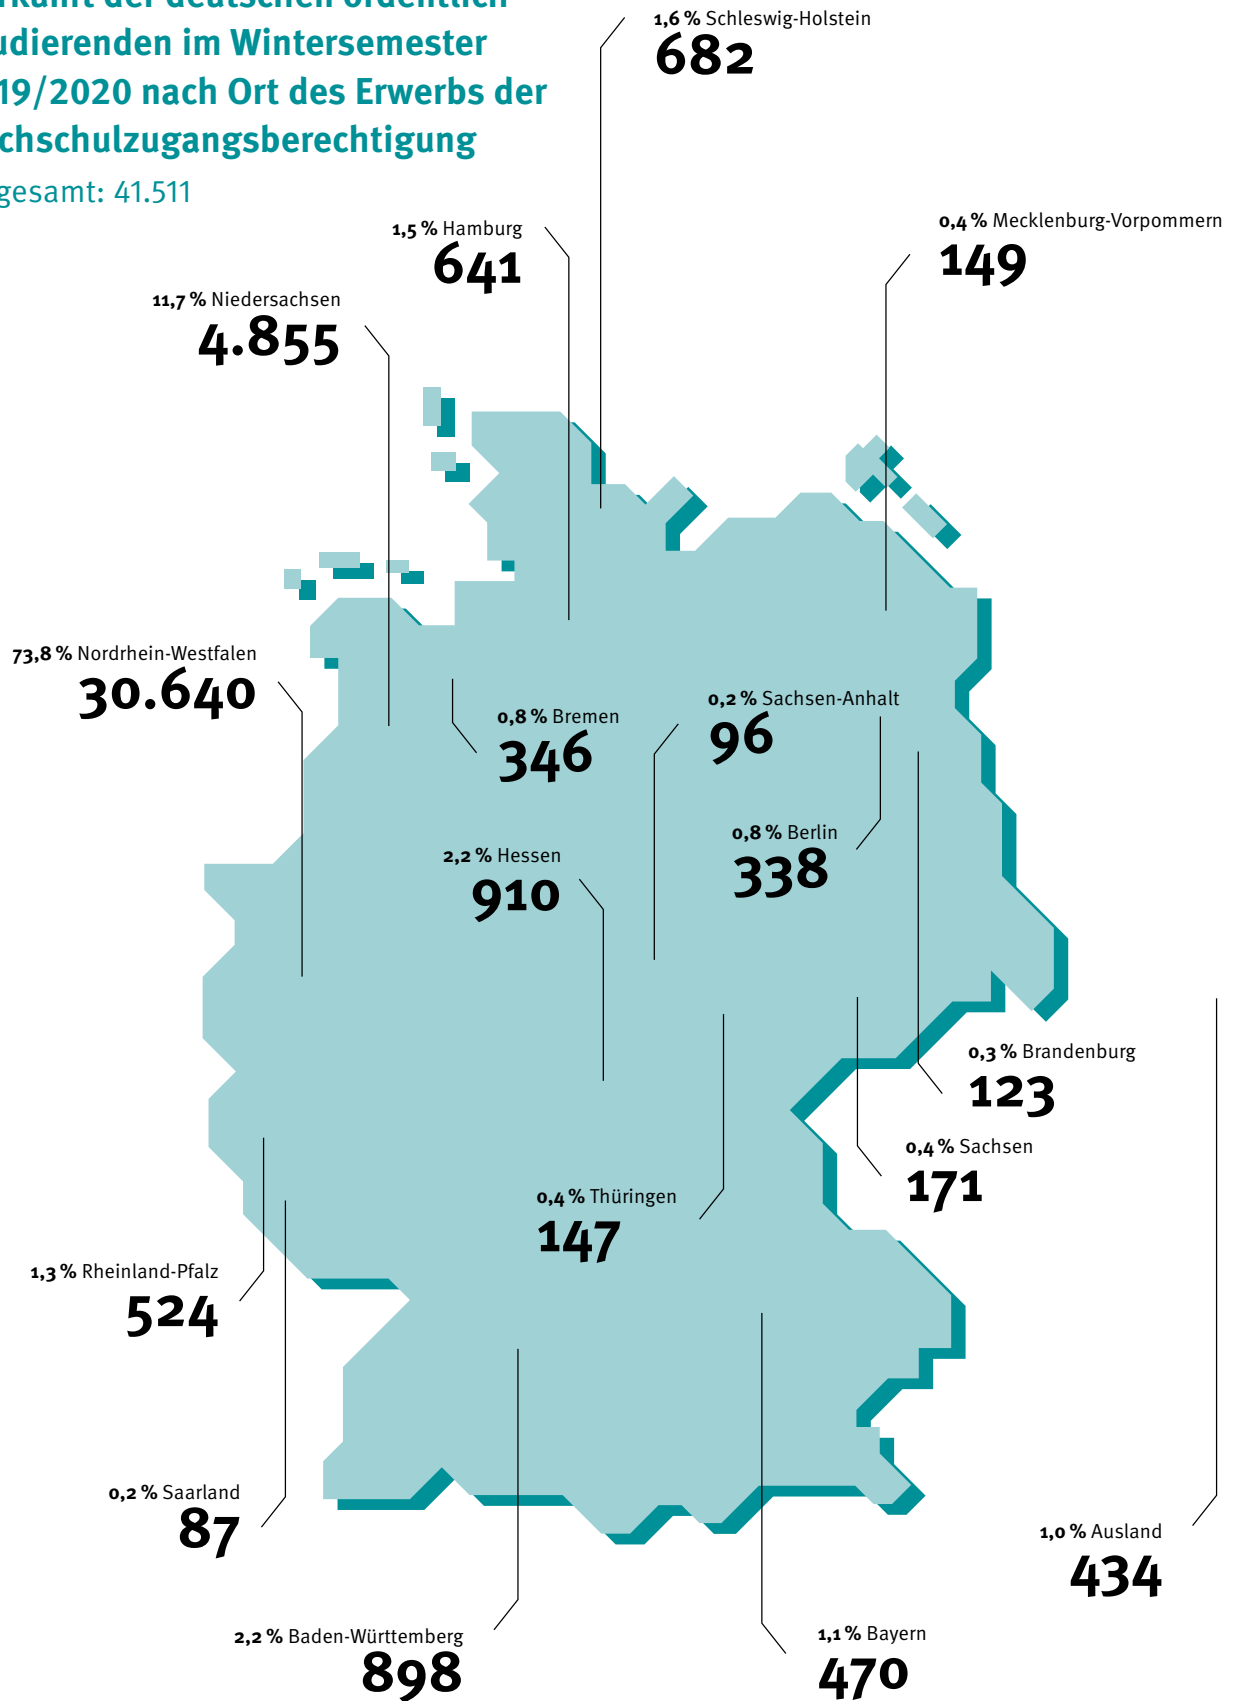 der deutschen ordentlich
im Wintersemester
19/2020 nach Ort des Erwerbs der
gesamt: 41.511
1,6 % Schleswig-Holstein
682
1,5 % Hamburg
641
0,4 % Mecklenburg-Vorpommern
149
11,7 % Niedersachsen
4.855
73,8 % Nordrhein-Westfalen
30.640
0,8 % Bremen
346
0,2 % Sachsen-Anhalt
96
0,8 % Berlin
338
2,2 % Hessen
910
0,3 % Brandenburg
123
0,4 % Sachsen
171
0,4 % Thüringen
147
1,3 % Rheinland-Pfalz
524
0,2 % Saarland
87
1,0 % Ausland
434
2,2 % Baden-Württemberg
898
1,1 % Bayern
470